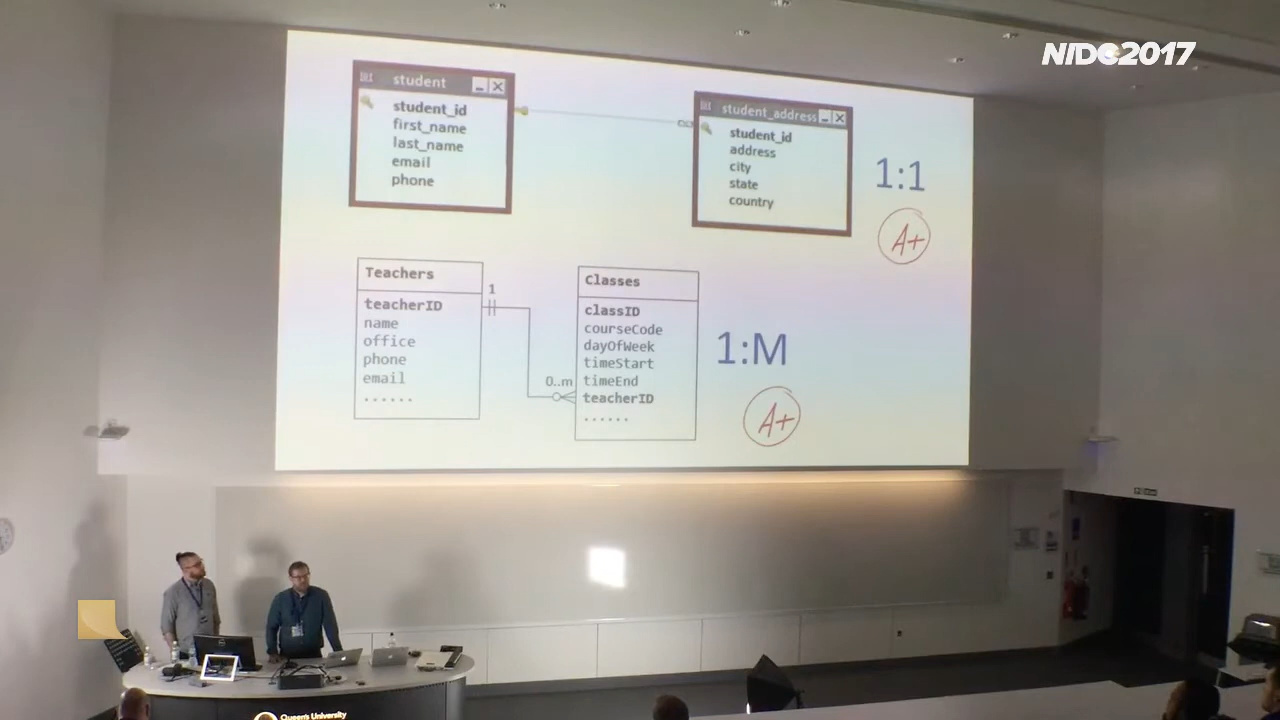 NIDC2017
student
student_id
first_name
last_name
email
phone
student_address
student_id
address
city
state
country
1:1
A+
Teachers
teacherID
name
office
phone
email
......
1
0..m
Classes
classID
courseCode
dayOfWeek
timeStart
timeEnd
teacherID
......
1:M
A+
Queen's University